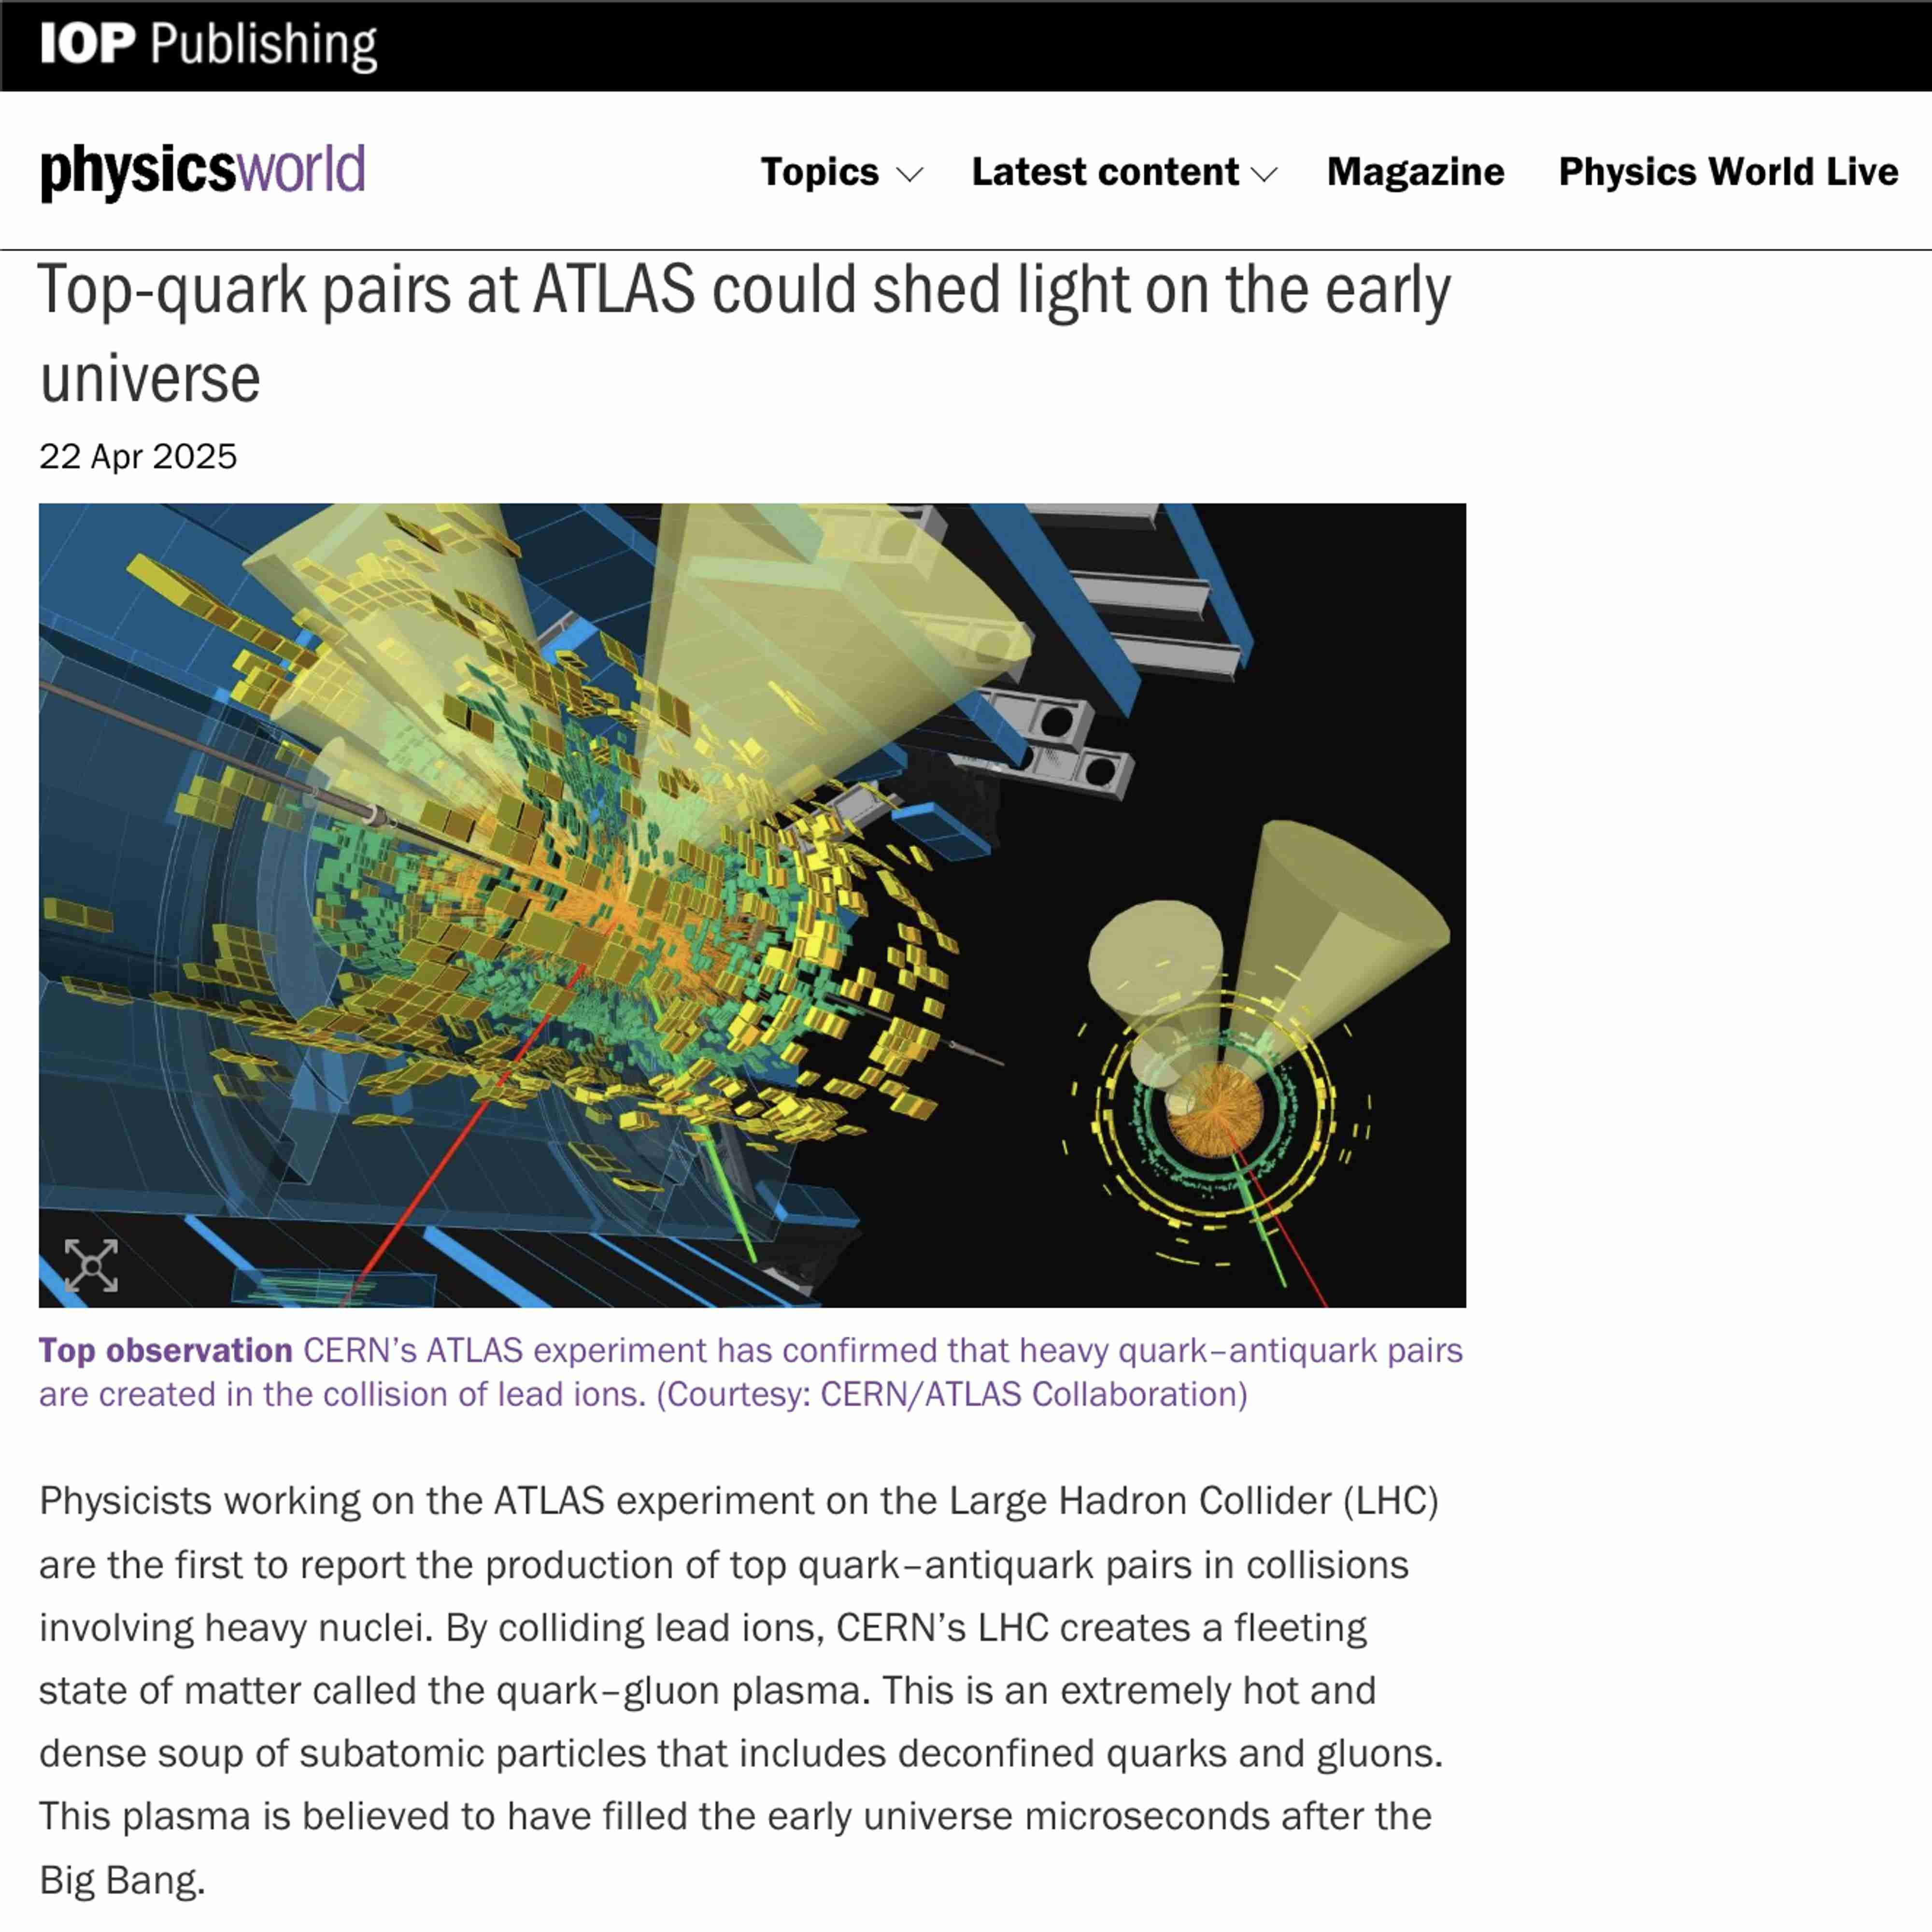 IOP Publishing
physicsworld
Topics
Latest content
Magazine
Physics World Live
Top-quark pairs at ATLAS could shed light on the early
universe
22 Apr 2025
Top observation CERN’s ATLAS experiment has confirmed that heavy quark–antiquark pairs
are created in the collision of lead ions. (Courtesy: CERN/ATLAS Collaboration)
Physicists working on the ATLAS experiment on the Large Hadron Collider (LHC)
are the first to report the production of top quark–antiquark pairs in collisions
involving heavy nuclei. By colliding lead ions, CERN’s LHC creates a fleeting
state of matter called the quark–gluon plasma. This is an extremely hot and
dense soup of subatomic particles that includes deconfined quarks and gluons.
This plasma is believed to have filled the early universe microseconds after the
Big Bang.